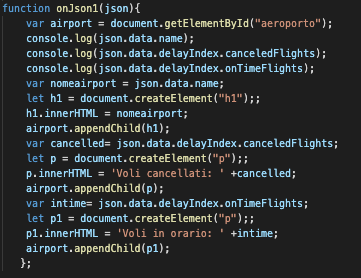 function onJson1(json){
var airport = document.getElementById("aeroporto");
console.log(json.data.name);
console.log(json.data.delayIndex.canceledFlights);
console.log(json.data.delayIndex.onTimeFlights);
var nomeairport = json.data.name;
let h1 = document.createElement("h1");;
h1.innerHTML = nomeairport;
airport.appendChild(h1);
var cancelled= json.data.delayIndex.canceledFlights;
let p = document.createElement("p");;
p.innerHTML = 'Voli cancellati: ' +cancelled;
airport.appendChild(p);
var intime= json.data.delayIndex.onTimeFlights;
let p1 = document.createElement("p");;
p1.innerHTML = 'Voli in orario: ' +intime;
airport.appendChild(p1);
};